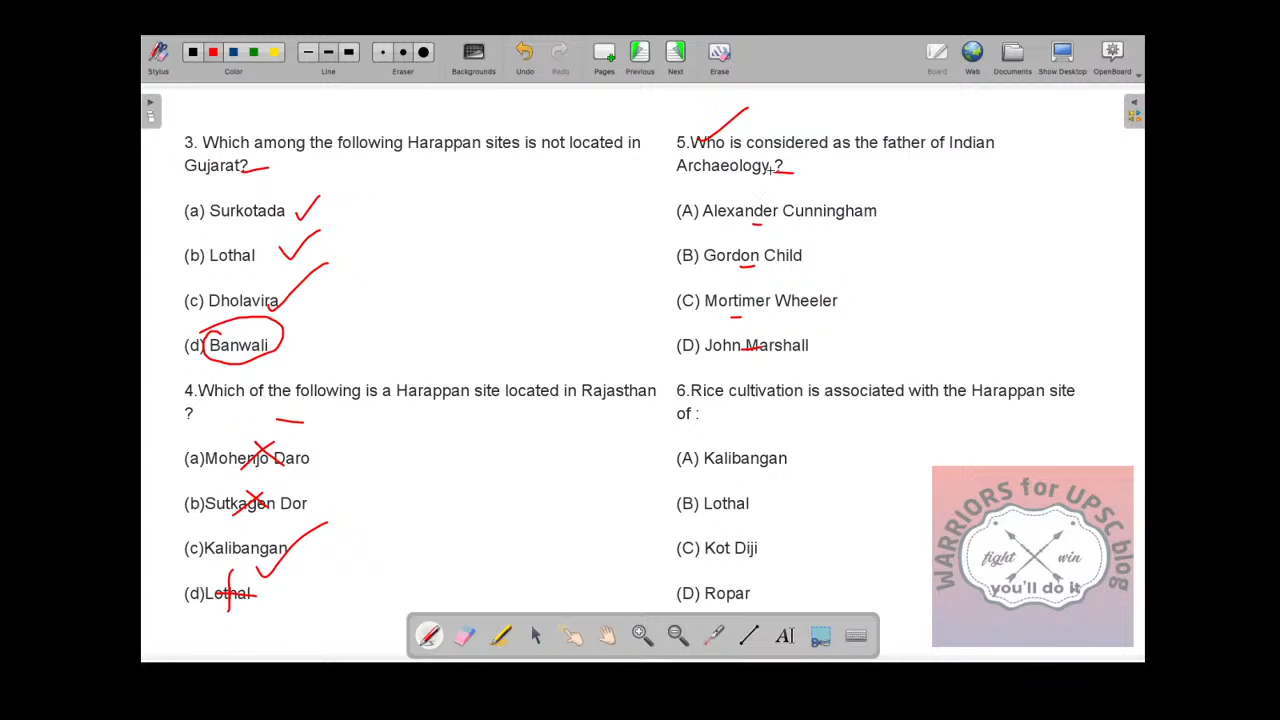 Stylus
Color
Line
Eraser
Backgrounds
Undo
Redo
Pages
Previous
Next
Erase
Board
Web
Documents
Show Desktop
OpenBoard
3. Which among the following Harappan sites is not located in
Gujarat?
(a) Surkotada
(b) Lothal
(c) Dholavira
(d) Banwali
4.Which of the following is a Harappan site located in Rajasthan
?
(a)Mohenjo Daro
(b)Sutkagen Dor
(c)Kalibangan
(d)Lothal
5.Who is considered as the father of Indian
Archaeology ?
(A) Alexander Cunningham
(B) Gordon Child
(C) Mortimer Wheeler
(D) John Marshall
6.Rice cultivation is associated with the Harappan site
of :
(A) Kalibangan
(B) Lothal
(C) Kot Diji
(D) Ropar
WARRIORS for UPSC blog
fight win
you'll do it